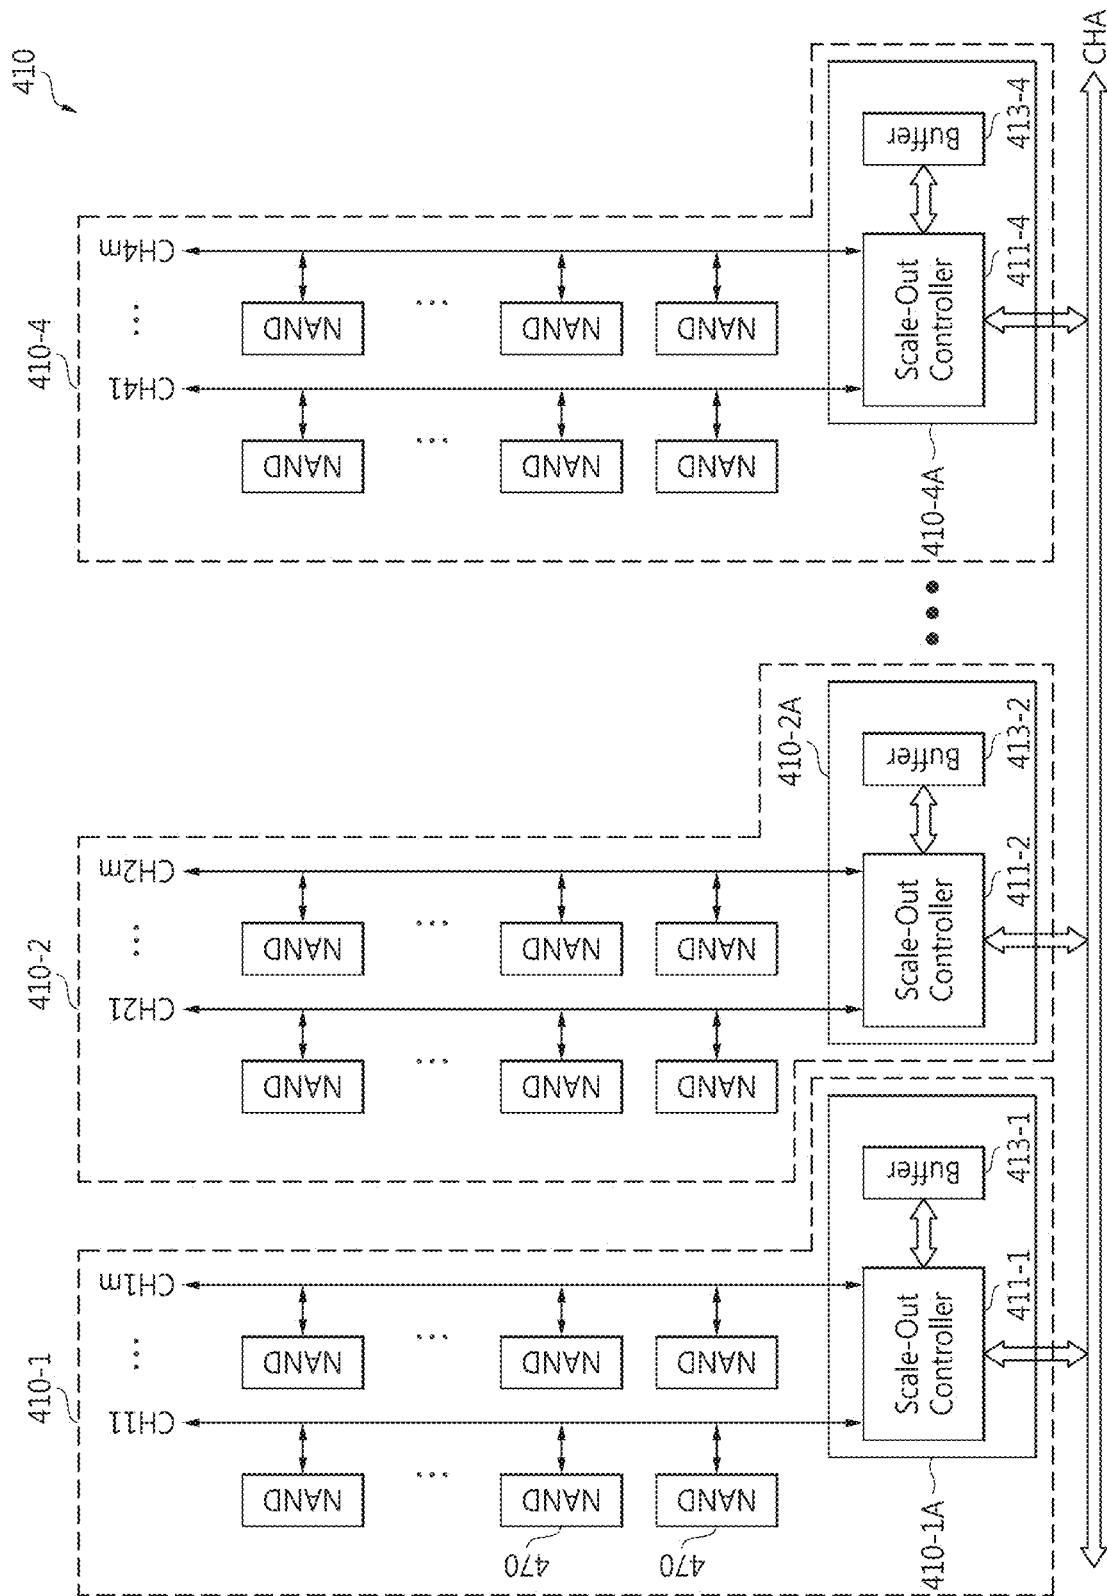 410
410-1
CH11
...
CH1m
NAND
NAND
...
...
NAND
NAND
NAND
NAND
470
470
Scale-Out
Controller
Buffer
410-1A
411-1
413-1
410-2
CH21
...
CH2m
NAND
NAND
...
...
NAND
NAND
NAND
NAND
410-2A
Scale-Out
Controller
Buffer
411-2
413-2
...
410-4
CH41
...
CH4m
NAND
NAND
...
...
NAND
NAND
NAND
NAND
Scale-Out
Controller
Buffer
410-4A
411-4
413-4
CHA